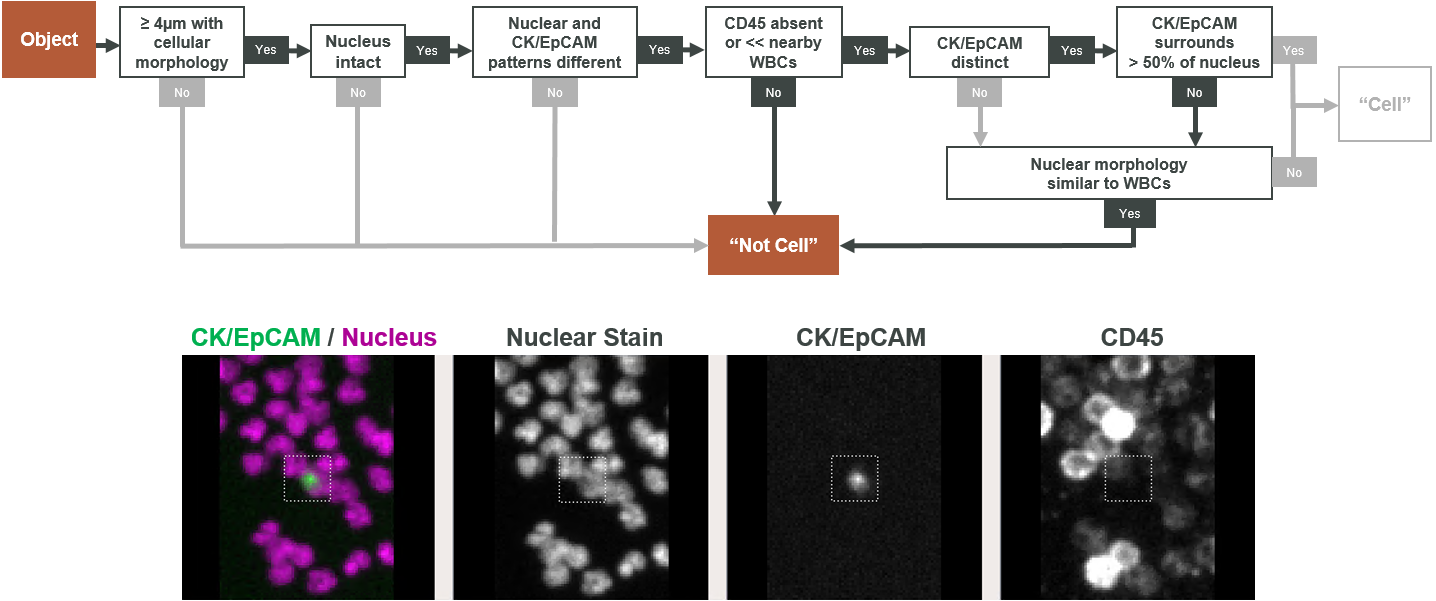 Object
≥ 4µm with
cellular
morphology
Yes
No
Nucleus
intact
Yes
No
Nuclear and
CK/EpCAM
patterns different
Yes
No
CD45 absent
or << nearby
WBCs
Yes
No
CK/EpCAM
distinct
Yes
No
CK/EpCAM
surrounds
> 50% of nucleus
Yes
No
“Cell”
Nuclear morphology
similar to WBCs
No
Yes
“Not Cell”
CK/EpCAM / Nucleus
Nuclear Stain
CK/EpCAM
CD45